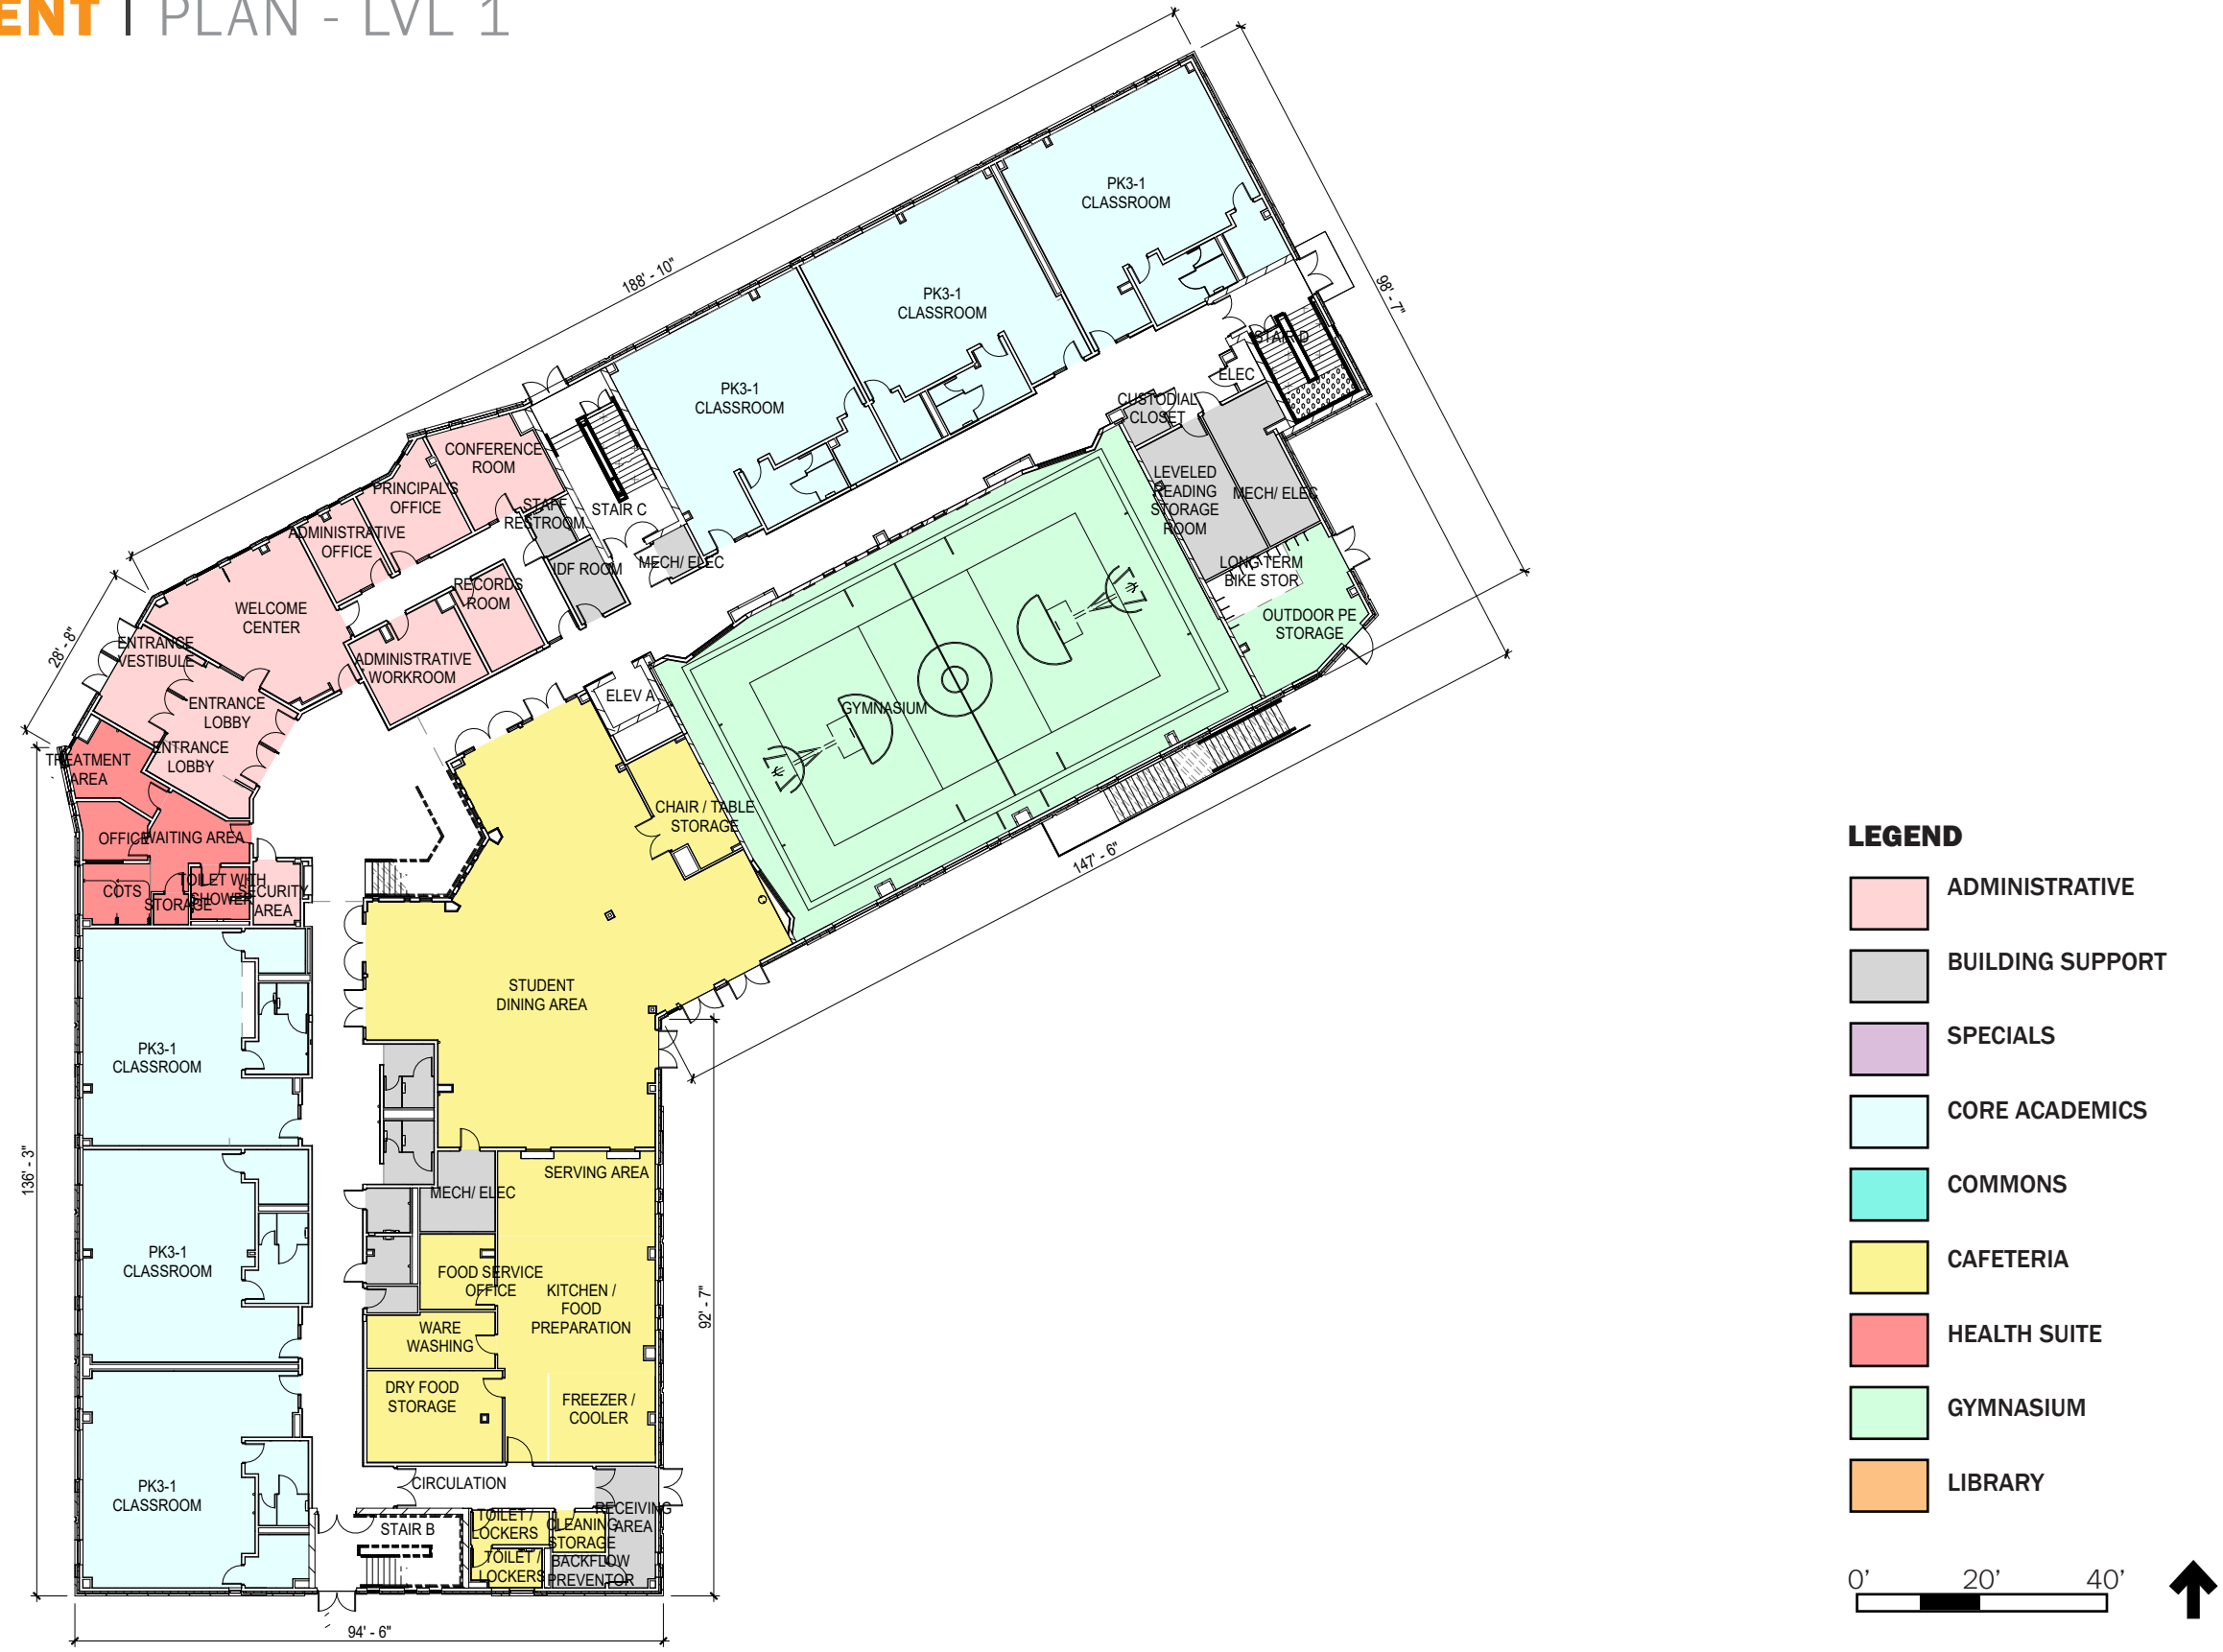 ENT | PLAN - LVL 1
188' - 10"
98' - 7"
28' - 8"
147' - 6"
136' - 3"
92' - 7"
94' - 6"
PK3-1
CLASSROOM
PK3-1
CLASSROOM
PK3-1
CLASSROOM
STAIR D
ELEC
CUSTODIAL
CLOSET
CONFERENCE
ROOM
PRINCIPAL'S
OFFICE
ADMINISTRATIVE
OFFICE
STAFF
RESTROOM
STAIR C
LEVELED
READING
STORAGE
ROOM
MECH/ ELEC
IDF ROOM
MECH/ ELEC
LONG TERM
BIKE STOR.
RECORDS
ROOM
WELCOME
CENTER
OUTDOOR PE
STORAGE
ENTRANCE
VESTIBULE
ADMINISTRATIVE
WORKROOM
ELEV A
GYMNASIUM
ENTRANCE
LOBBY
ENTRANCE
LOBBY
TREATMENT
AREA
CHAIR / TABLE
STORAGE
OFFICE
WAITING AREA
COTS
STORAGE
TOILET WITH
SHOWER
SECURITY
AREA
STUDENT
DINING AREA
PK3-1
CLASSROOM
SERVING AREA
MECH/ ELEC
PK3-1
CLASSROOM
FOOD SERVICE
OFFICE
KITCHEN /
FOOD
PREPARATION
WARE
WASHING
DRY FOOD
STORAGE
FREEZER /
COOLER
PK3-1
CLASSROOM
CIRCULATION
RECEIVING
AREA
STAIR B
TOILET /
LOCKERS
CLEANING
STORAGE
TOILET /
LOCKERS
BACKFLOW
PREVENTOR
LEGEND
ADMINISTRATIVE
BUILDING SUPPORT
SPECIALS
CORE ACADEMICS
COMMONS
CAFETERIA
HEALTH SUITE
GYMNASIUM
LIBRARY
0' 20' 40'